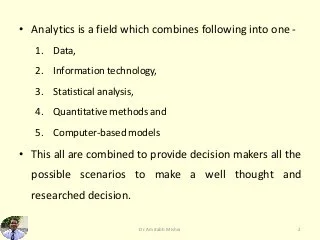 • Analytics is a field which combines following into one -
1. Data,
2. Information technology,
3. Statistical analysis,
4. Quantitative methods and
5. Computer-based models
• This all are combined to provide decision makers all the
possible scenarios to make a well thought and
researched decision.